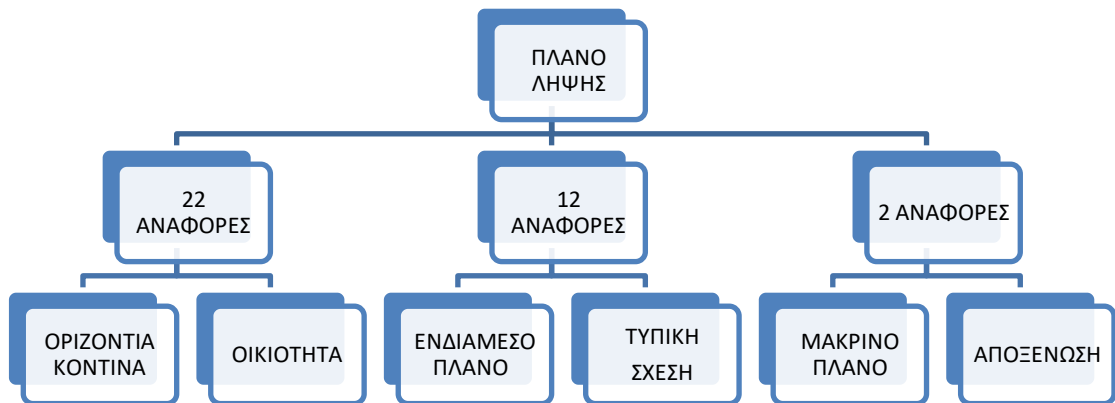 ΠΛΑΝΟ
ΛΗΨΗΣ
22
ΑΝΑΦΟΡΕΣ
12
ΑΝΑΦΟΡΕΣ
2 ΑΝΑΦΟΡΕΣ
ΟΡΙΖΟΝΤΙΑ
ΚΟΝΤΙΝΑ
ΟΙΚΙΟΤΗΤΑ
ΕΝΔΙΑΜΕΣΟ
ΠΛΑΝΟ
ΤΥΠΙΚΗ
ΣΧΕΣΗ
ΜΑΚΡΙΝΟ
ΠΛΑΝΟ
ΑΠΟΞΕΝΩΣΗ